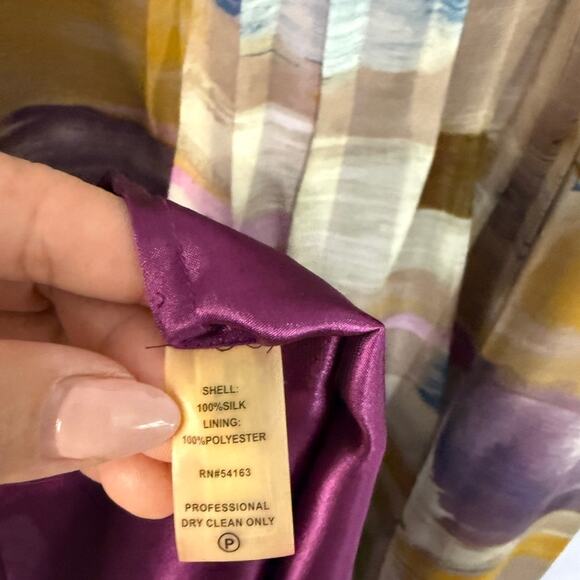 SHELL:
100%SILK
LINING:
100%POLYESTER
RN#54163
PROFESSIONAL
DRY CLEAN ONLY
P